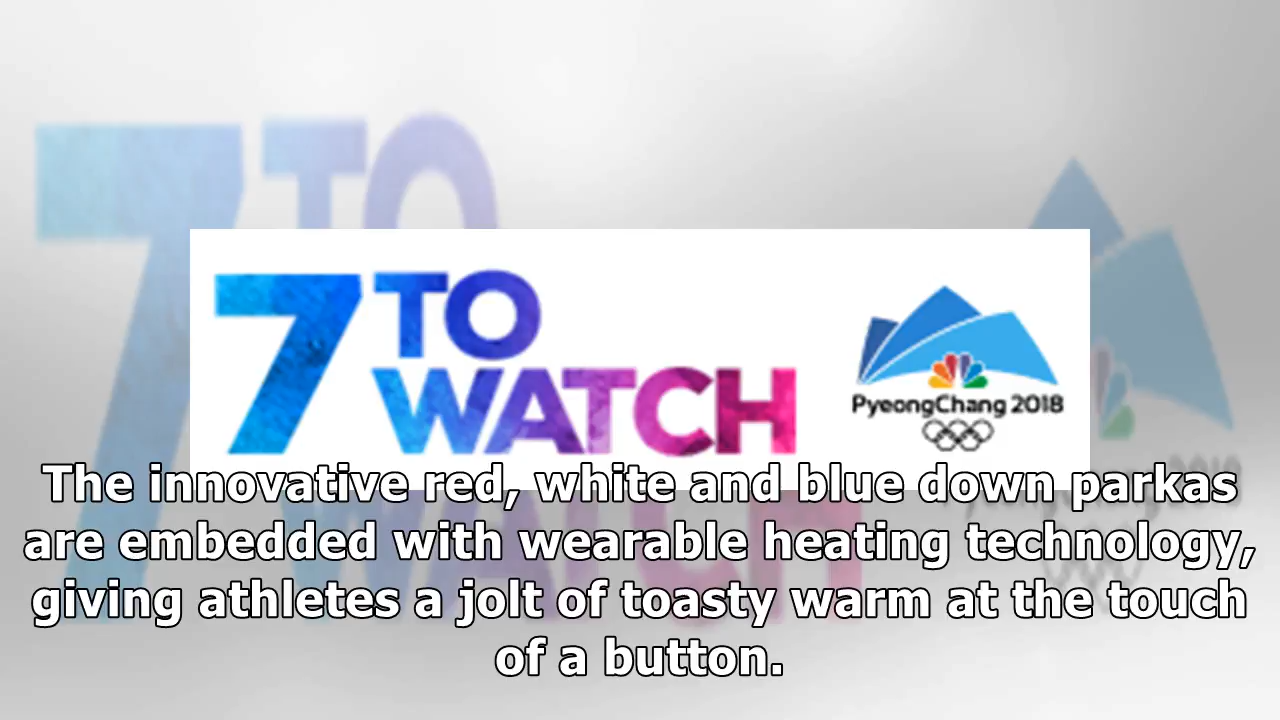 7 TO
WATCH
PyeongChang 2018
The innovative red, white and blue down parkas
are embedded with wearable heating technology,
giving athletes a jolt of toasty warm at the touch
of a button.